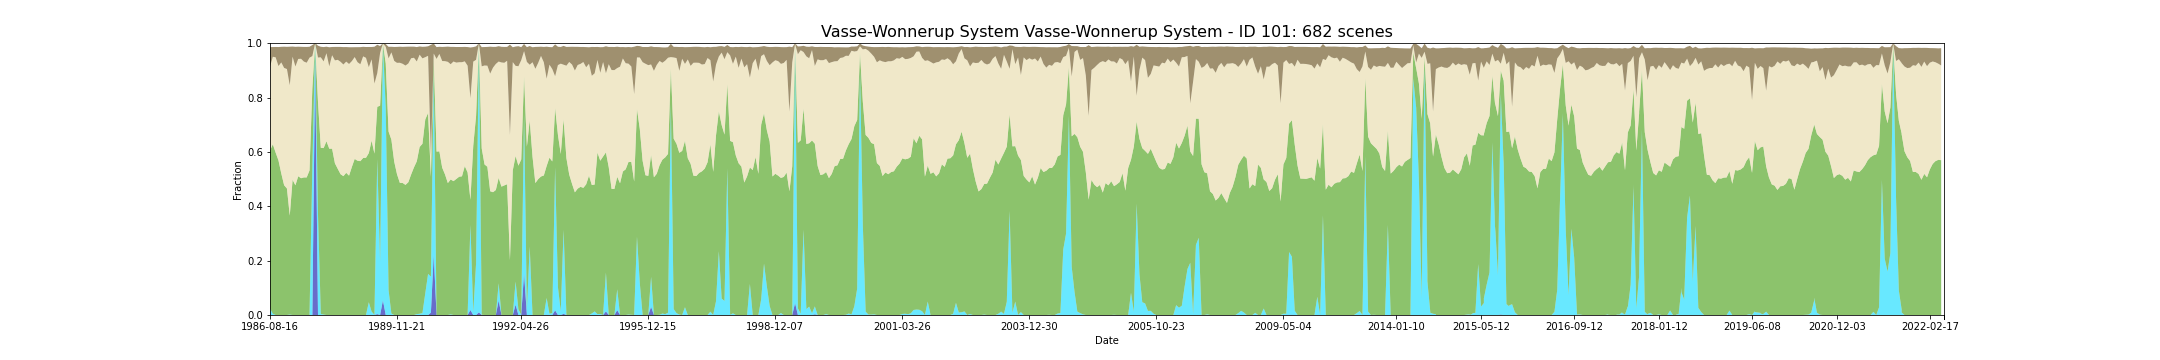 Vasse-Wonnerup System Vasse-Wonnerup System - ID 101: 682 scenes
1.0
0.8
0.6
0.4
0.2
0.0
Fraction
1986-08-16 1989-11-21 1992-04-26 1995-12-15 1998-12-07 2001-03-26 2003-12-30 2005-10-23 2009-05-04 2014-01-10 2015-05-12 2016-09-12 2018-01-12 2019-06-08 2020-12-03 2022-02-17
Date